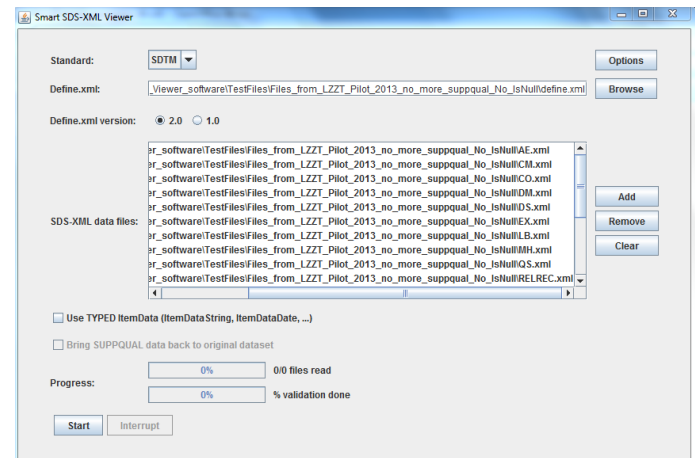 Smart SDS-XML Viewer
Standard:
SDTM
Options
Define.xml:
_Viewer_software\TestFiles\Files_from_LZZT_Pilot_2013_no_more_suppqual_No_IsNull\define.xml
Browse
Define.xml version:
2.0
1.0
er_software\TestFiles\Files_from_LZZT_Pilot_2013_no_more_suppqual_No_IsNull\AE.xml
er_software\TestFiles\Files_from_LZZT_Pilot_2013_no_more_suppqual_No_IsNull\CM.xml
er_software\TestFiles\Files_from_LZZT_Pilot_2013_no_more_suppqual_No_IsNull\CO.xml
er_software\TestFiles\Files_from_LZZT_Pilot_2013_no_more_suppqual_No_IsNull\DM.xml
er_software\TestFiles\Files_from_LZZT_Pilot_2013_no_more_suppqual_No_IsNull\DS.xml
er_software\TestFiles\Files_from_LZZT_Pilot_2013_no_more_suppqual_No_IsNull\EX.xml
SDS-XML data files:
er_software\TestFiles\Files_from_LZZT_Pilot_2013_no_more_suppqual_No_IsNull\LB.xml
er_software\TestFiles\Files_from_LZZT_Pilot_2013_no_more_suppqual_No_IsNull\MH.xml
er_software\TestFiles\Files_from_LZZT_Pilot_2013_no_more_suppqual_No_IsNull\QS.xml
er_software\TestFiles\Files_from_LZZT_Pilot_2013_no_more_suppqual_No_IsNull\RELREC.xml
Add
Remove
Clear
Use TYPED ItemData (ItemDataString, ItemDataDate, ...)
Bring SUPPQUAL data back to original dataset
Progress:
0%
0/0 files read
0%
% validation done
Start
Interrupt